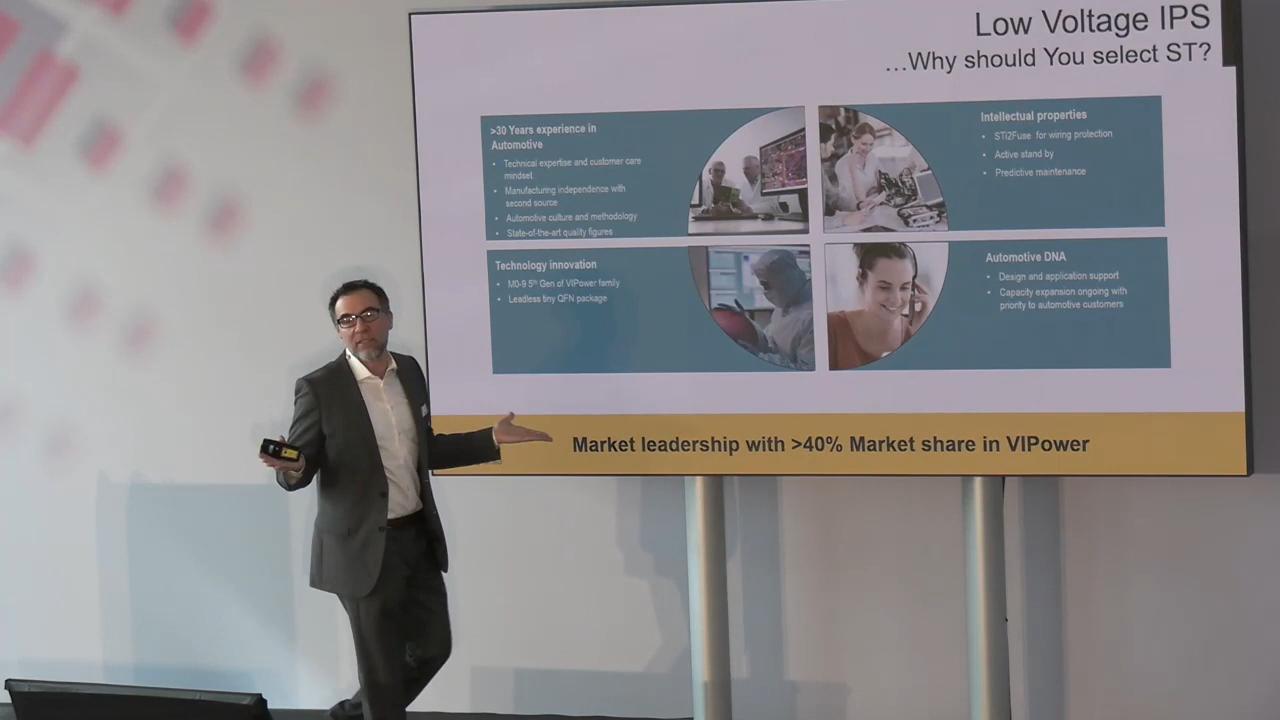 Low Voltage IPS
...Why should You select ST?
>30 Years experience in
Automotive
• Technical expertise and customer care
mindset
• Manufacturing independence with
second source
• Automotive culture and methodology
• State-of-the-art quality figures
Intellectual properties
• STi2Fuse for wiring protection
• Active stand by
• Predictive maintenance
Technology innovation
• M0-9 5th Gen of VIPower family
• Leadless tiny QFN package
Automotive DNA
• Design and application support
• Capacity expansion ongoing with
priority to automotive customers
Market leadership with >40% Market share in VIPower